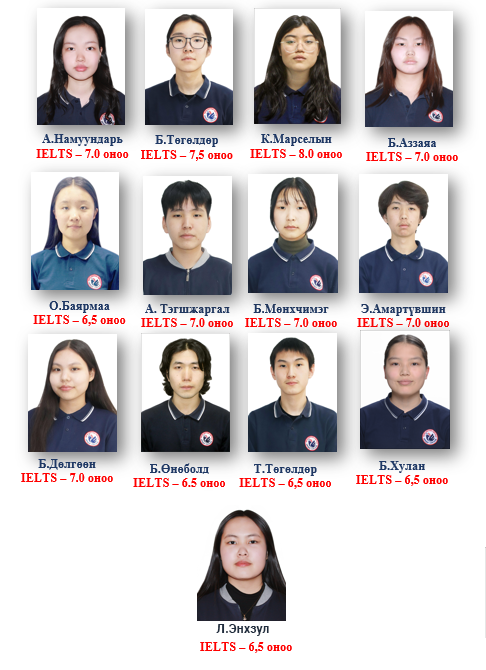 А.Намуундарь
IELTS – 7.0 оноо
Б.Төгөлдөр
IELTS – 7,5 оноо
К.Марселын
IELTS – 8.0 оноо
Б.Аззаяа
IELTS – 7.0 оноо
О.Баярмаа
IELTS – 6,5 оноо
А. Тэгшжаргал
IELTS – 7.0 оноо
Б.Мөнхчимэг
IELTS – 7.0 оноо
Э.Амартүвшин
IELTS – 7.0 оноо
Б.Дөлгөөн
IELTS – 7.0 оноо
Б.Өнөболд
IELTS – 6.5 оноо
Т.Төгөлдөр
IELTS – 6,5 оноо
Б.Хулан
IELTS – 6,5 оноо
Л.Энхзул
IELTS – 6,5 оноо